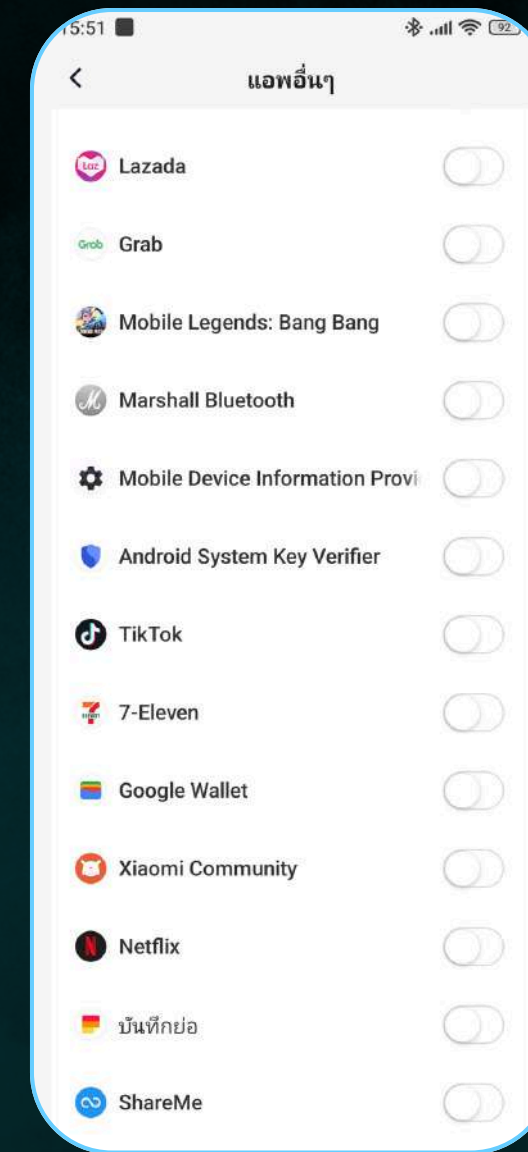 15:51
92
แอพอื่นๆ
Lazada
Grab
Mobile Legends: Bang Bang
Marshall Bluetooth
Mobile Device Information Provi
Android System Key Verifier
TikTok
7-Eleven
Google Wallet
Xiaomi Community
Netflix
บันทึกย่อ
ShareMe